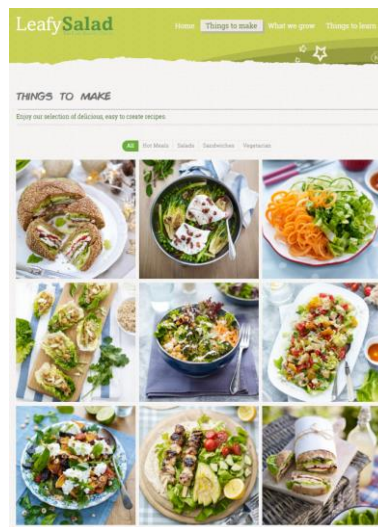 LeafySalad
Home Things to make What we grow Things to learn
THINGS TO MAKE
Enjoy our selection of delicious, easy to create recipes.
All Hot Meals Salads Sandwiches Vegetarian